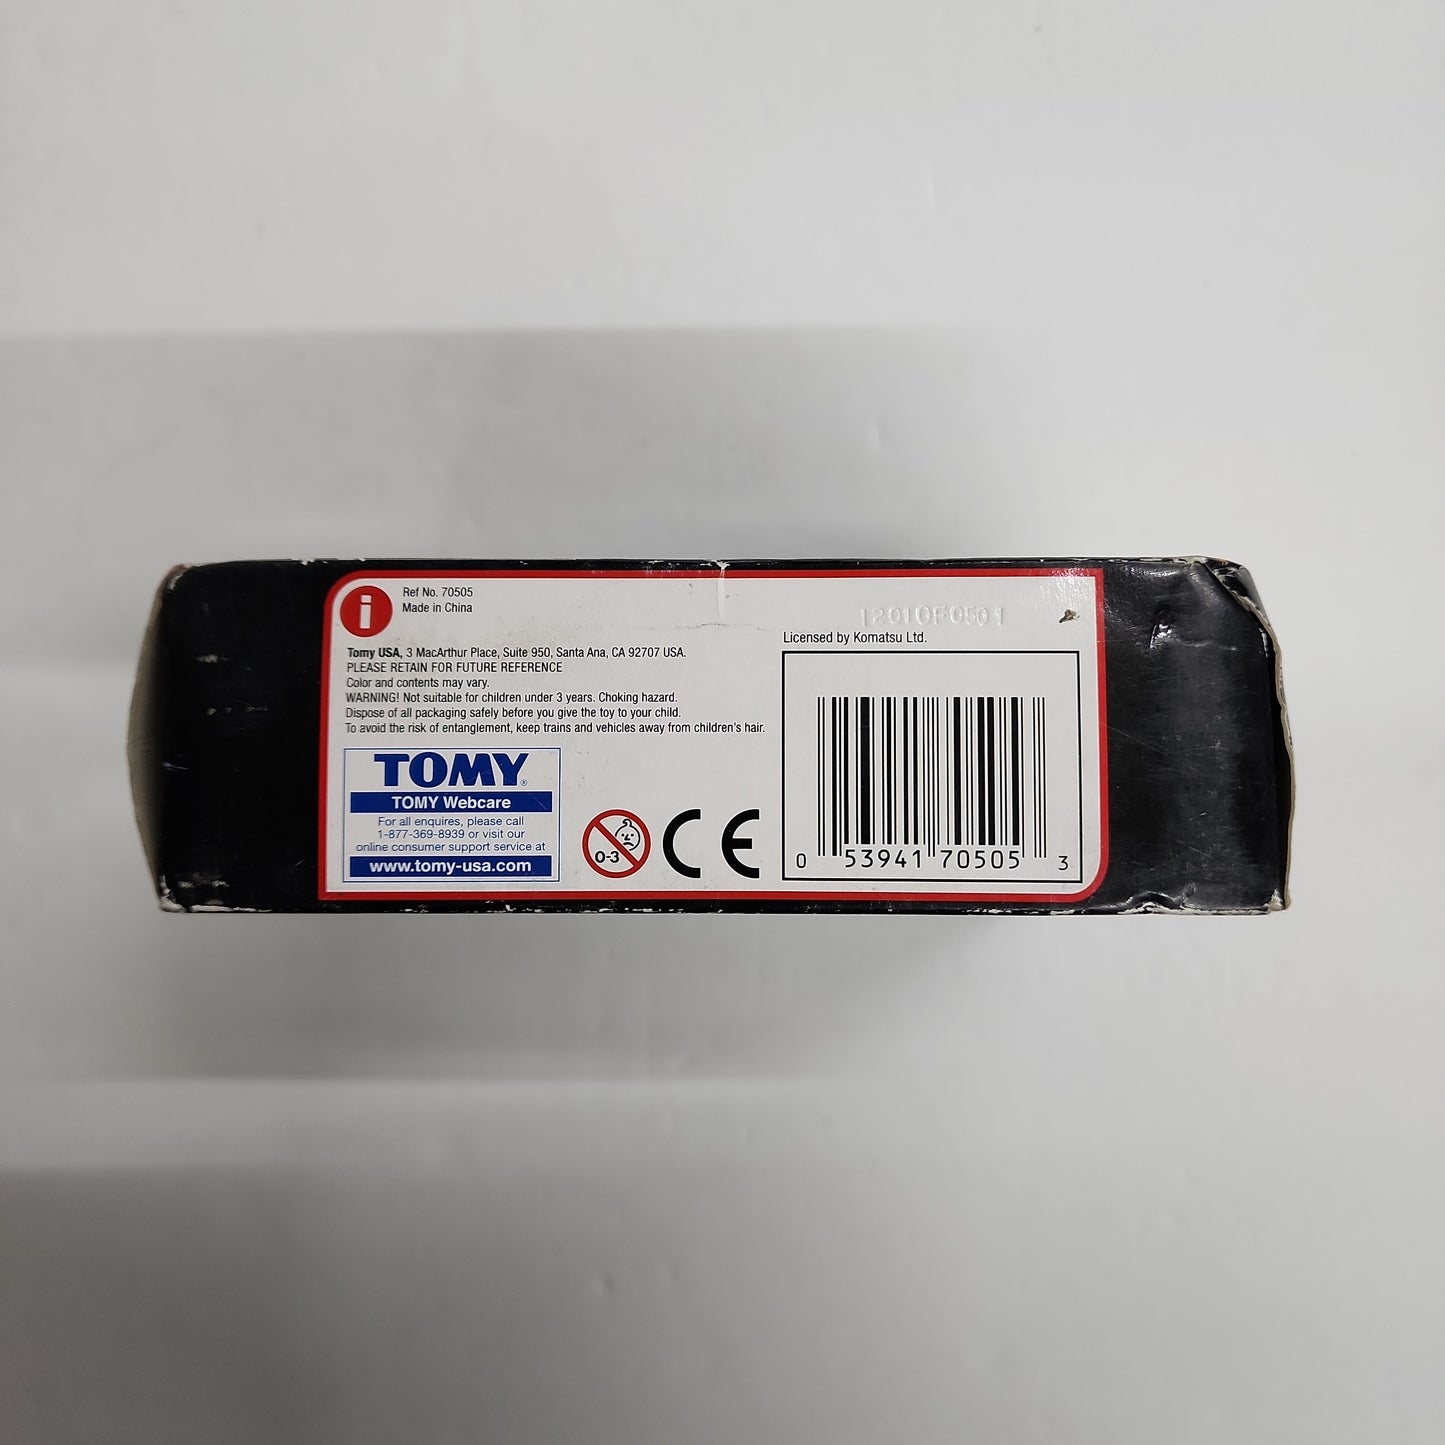 i
Ref No. 70505
Made in China
Tomy USA, 3 MacArthur Place, Suite 950, Santa Ana, CA 92707 USA.
PLEASE RETAIN FOR FUTURE REFERENCE
Color and contents may vary.
WARNING! Not suitable for children under 3 years. Choking hazard.
Dispose of all packaging safely before you give the toy to your child.
To avoid the risk of entanglement, keep trains and vehicles away from children's hair.
TOMY®
TOMY Webcare
For all enquires, please call
1-877-369-8939 or visit our
online consumer support service at
www.tomy-usa.com
0-3
CE
12010F0501
Licensed by Komatsu Ltd.
0 53941 70505 3